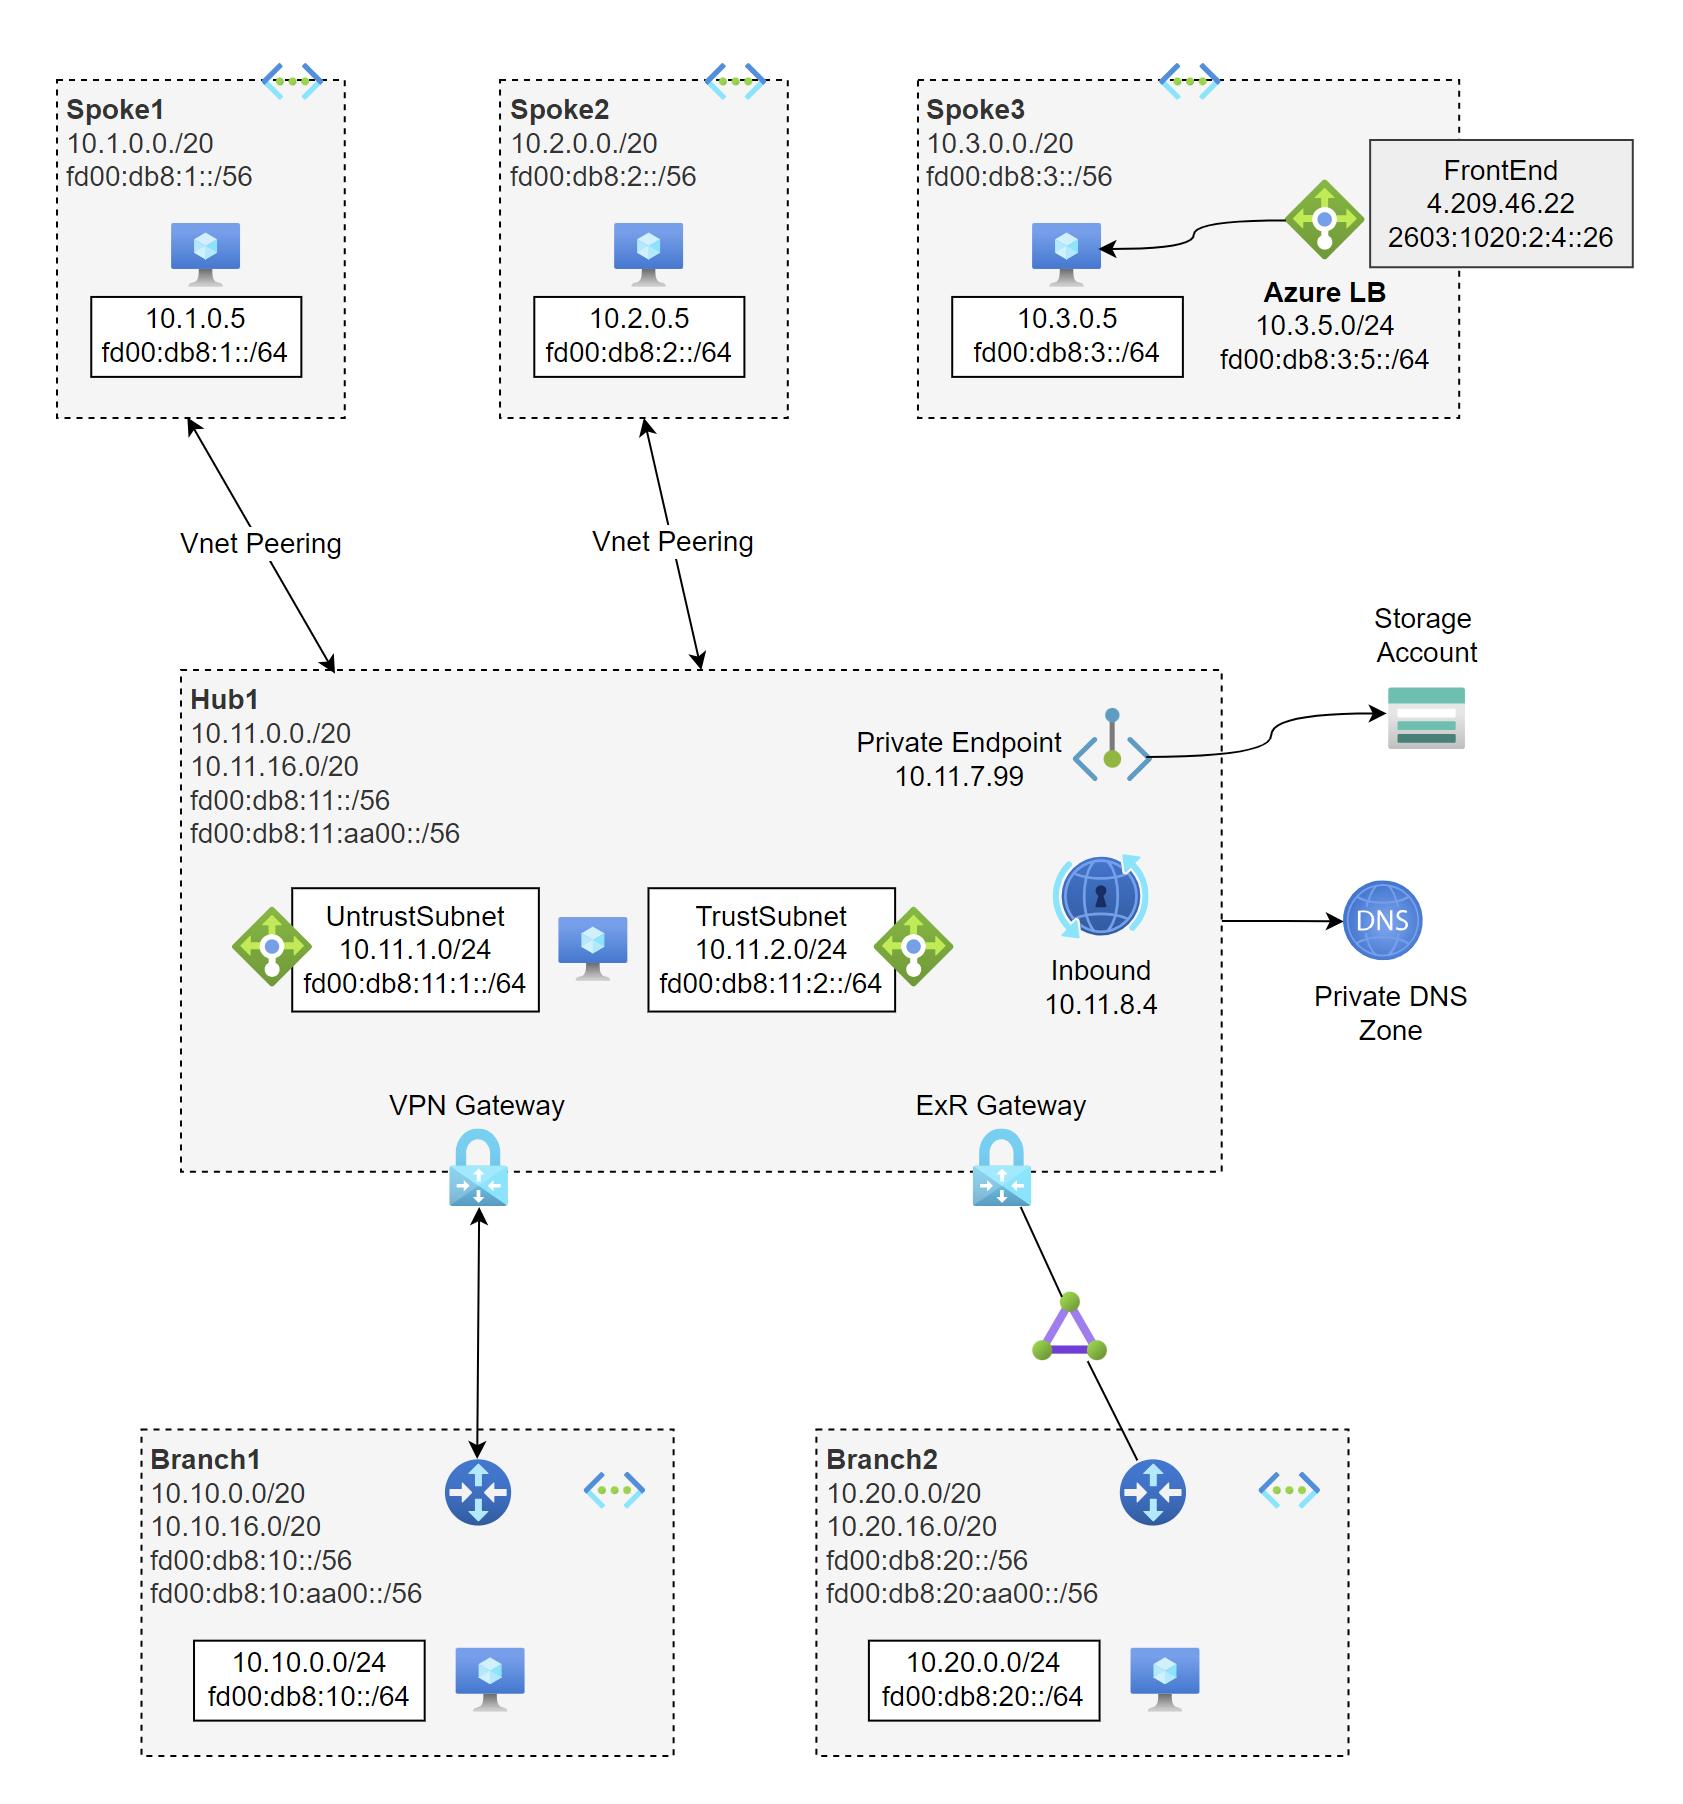 Spoke1
10.1.0.0./20
fd00:db8:1::/56
10.1.0.5
fd00:db8:1::/64
Spoke2
10.2.0.0./20
fd00:db8:2::/56
10.2.0.5
fd00:db8:2::/64
Spoke3
10.3.0.0./20
fd00:db8:3::/56
10.3.0.5
fd00:db8:3::/64
FrontEnd
4.209.46.22
2603:1020:2:4::26
Azure LB
10.3.5.0/24
fd00:db8:3:5::/64
Vnet Peering
Vnet Peering
Storage
Account
Hub1
10.11.0.0./20
10.11.16.0/20
fd00:db8:11::/56
fd00:db8:11:aa00::/56
Private Endpoint
10.11.7.99
UntrustSubnet
10.11.1.0/24
fd00:db8:11:1::/64
TrustSubnet
10.11.2.0/24
fd00:db8:11:2::/64
Inbound
10.11.8.4
DNS
Private DNS
Zone
VPN Gateway
ExR Gateway
Branch1
10.10.0.0/20
10.10.16.0/20
fd00:db8:10::/56
fd00:db8:10:aa00::/56
10.10.0.0/24
fd00:db8:10::/64
Branch2
10.20.0.0/20
10.20.16.0/20
fd00:db8:20::/56
fd00:db8:20:aa00::/56
10.20.0.0/24
fd00:db8:20::/64